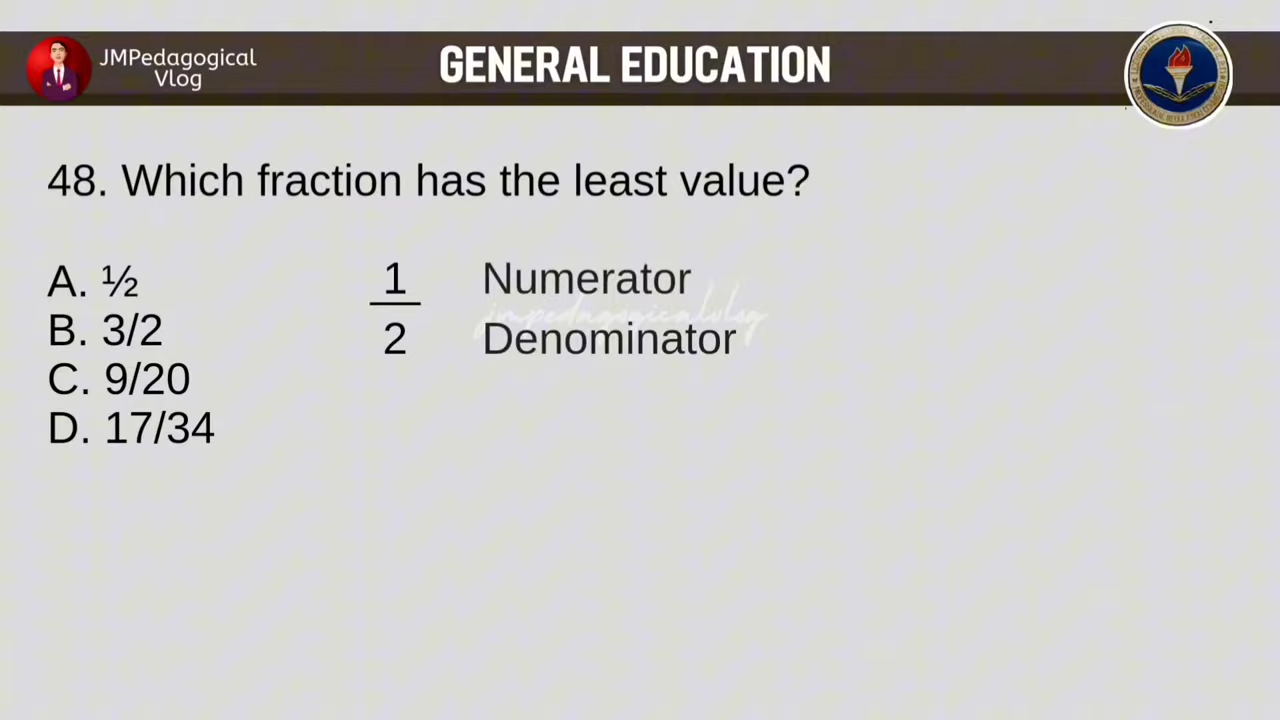 JMPedagogical
Vlog
GENERAL EDUCATION
48. Which fraction has the least value?
A. ½
B. 3/2
C. 9/20
D. 17/34
1 Numerator
2 Denominator
jmpedagogicalvlog